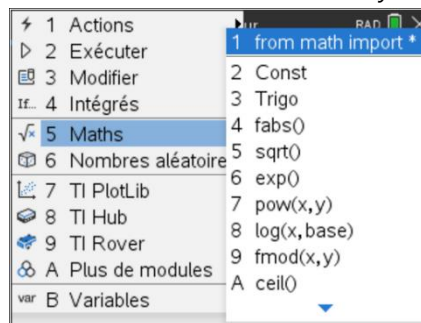 1 Actions
2 Exécuter
3 Modifier
If... 4 Intégrés
√x 5 Maths
6 Nombres aléatoire
7 TI PlotLib
8 TI Hub
9 TI Rover
A Plus de modules
var B Variables
RAD
1 from math import *
2 Const
3 Trigo
4 fabs()
5 sqrt()
6 exp()
7 pow(x,y)
8 log(x,base)
9 fmod(x,y)
A ceil()